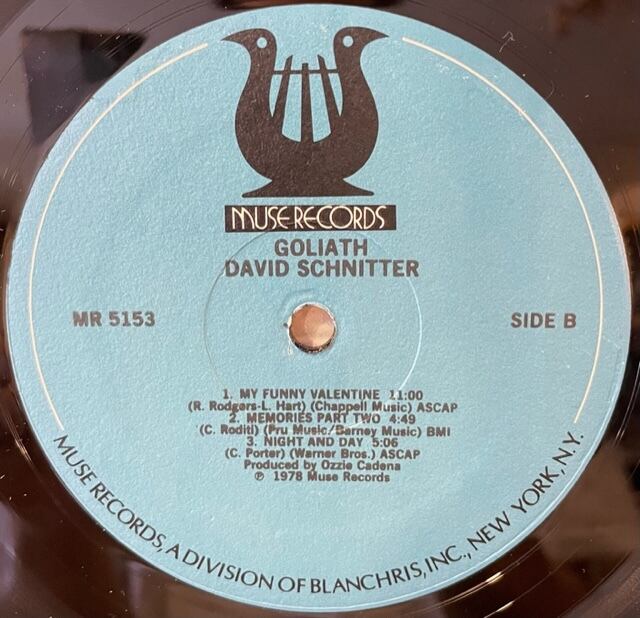 MUSE RECORDS
GOLIATH
DAVID SCHNITTER
MR 5153
SIDE B
1. MY FUNNY VALENTINE 11:00
(R. Rodgers-L. Hart) (Chappell Music) ASCAP
2. MEMORIES PART TWO 4:49
(C. Roditi) (Pru Music/Barney Music) BMI
3. NIGHT AND DAY 5:06
(C. Porter) (Warner Bros.) ASCAP
Produced by Ozzie Cadena
℗ 1978 Muse Records
MUSE RECORDS, A DIVISION OF BLANCHRIS, INC., NEW YORK, N.Y.